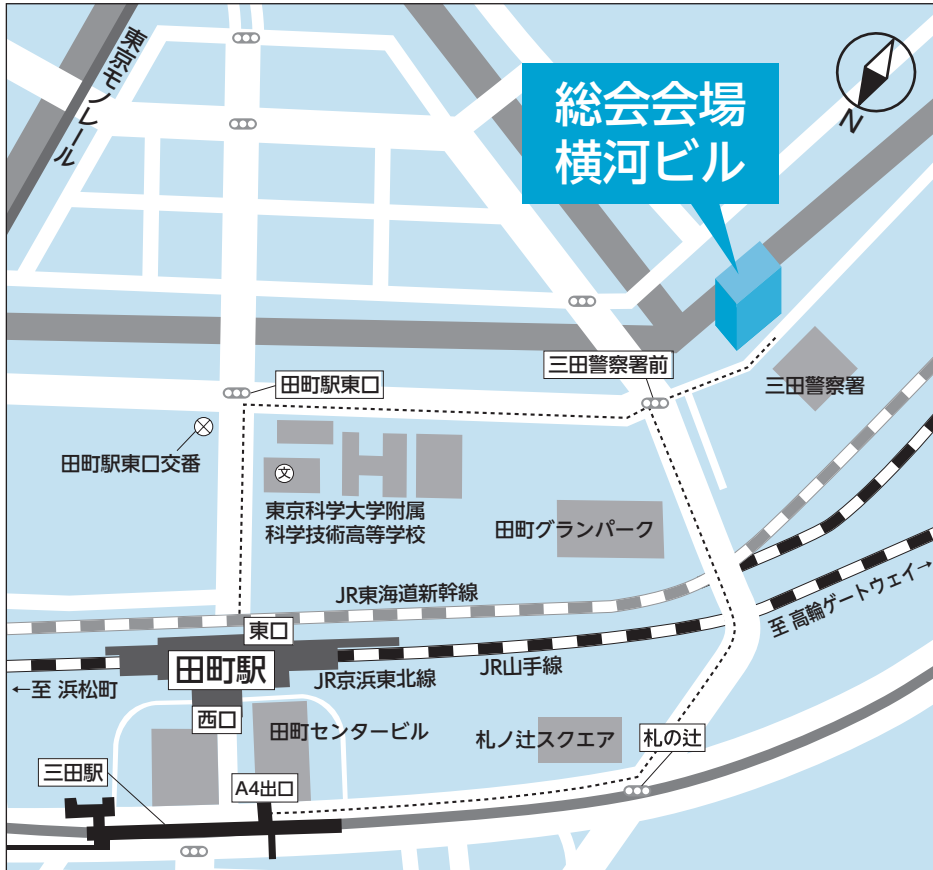 東京モノレール
総会会場
横河ビル
N
三田警察署前
田町駅東口
三田警察署
田町駅東口交番
文
東京科学大学附属
科学技術高等学校
田町グランパーク
JR東海道新幹線
至 高輪ゲートウェイ→
東口
田町駅
JR京浜東北線
JR山手線
←至 浜松町
西口
田町センタービル
札ノ辻スクエア
札の辻
三田駅
A4出口